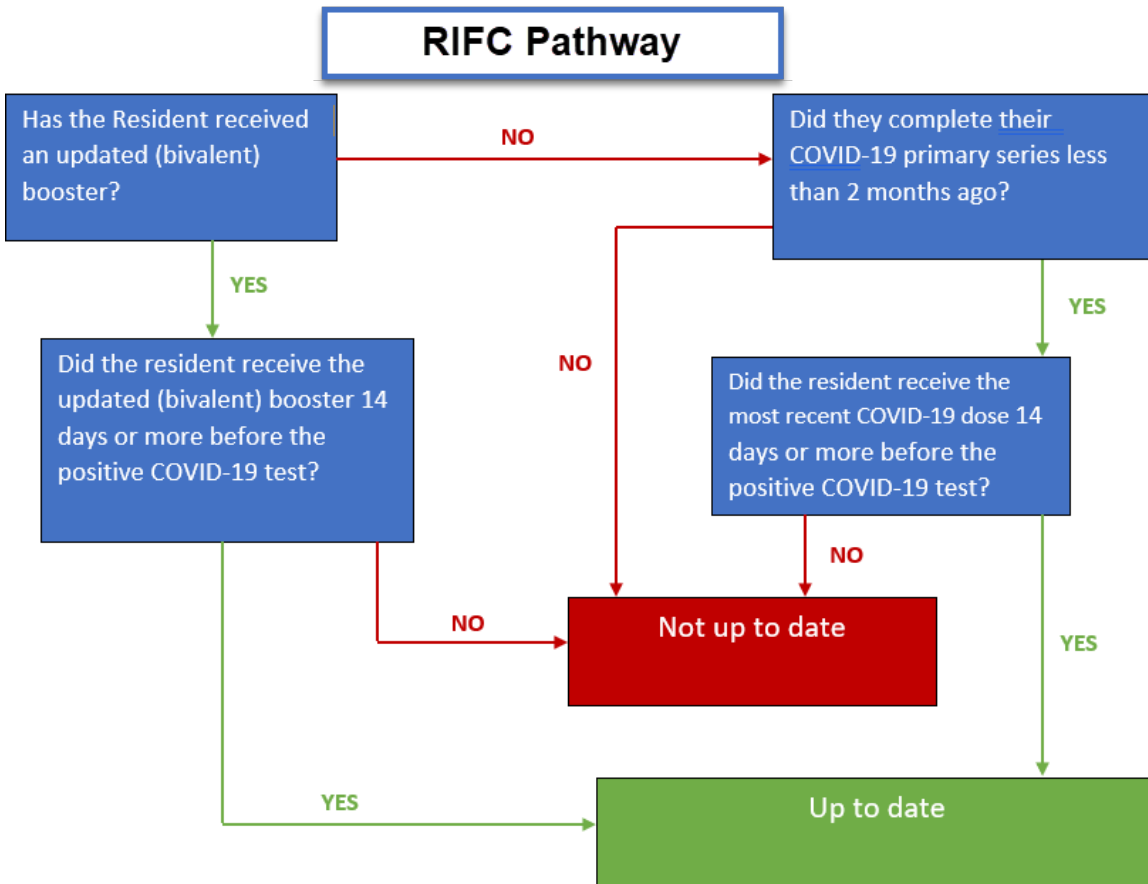 RIFC Pathway
Has the Resident received
an updated (bivalent)
booster?
NO
Did they complete their
COVID-19 primary series less
than 2 months ago?
YES
YES
Did the resident receive the
updated (bivalent) booster 14
days or more before the
positive COVID-19 test?
NO
Did the resident receive the
most recent COVID-19 dose 14
days or more before the
positive COVID-19 test?
NO
NO
YES
Not up to date
YES
Up to date